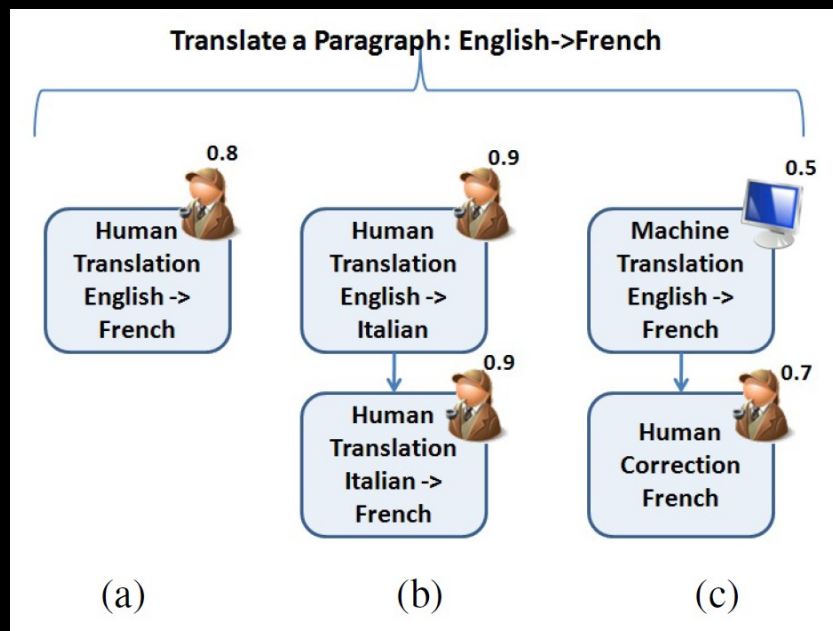 Translate a Paragraph: English->French
0.8
Human
Translation
English ->
French
0.9
Human
Translation
English ->
Italian
0.9
Human
Translation
Italian ->
French
0.5
Machine
Translation
English ->
French
0.7
Human
Correction
French
(a)
(b)
(c)